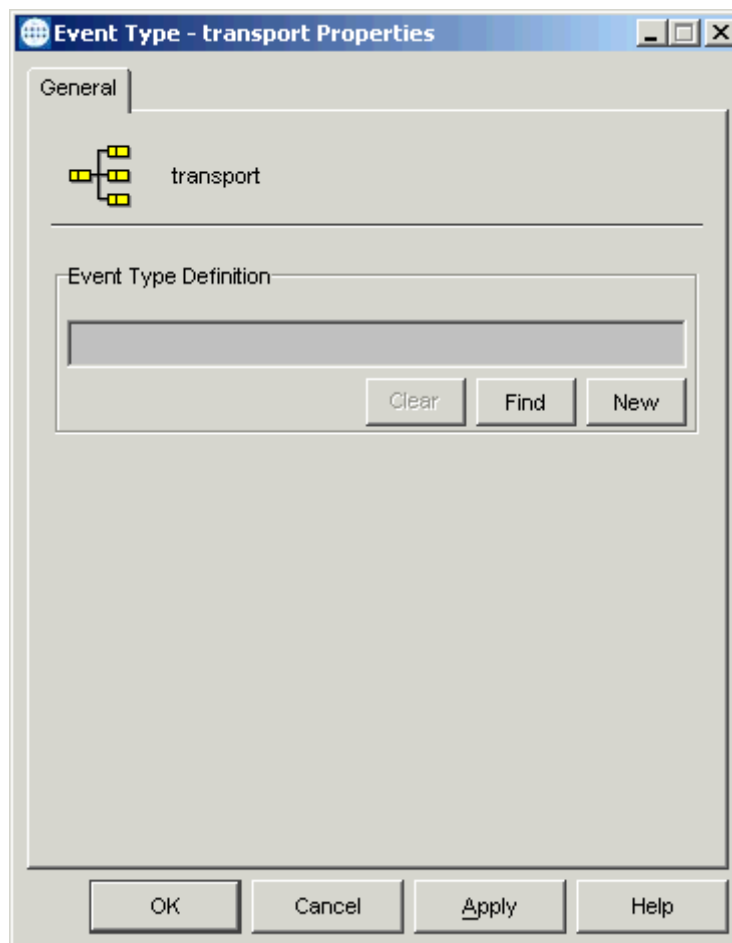 Event Type - transport Properties
General
transport
Event Type Definition
Clear Find New
OK Cancel Apply Help